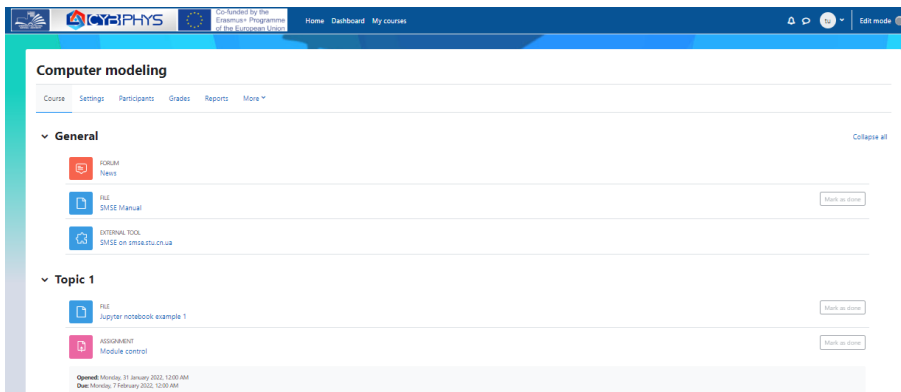 CYBPHYS
Co-funded by the
Erasmus+ Programme
of the European Union
Home Dashboard My courses
tu
Edit mode
Computer modeling
Course Settings Participants Grades Reports More
General
Collapse all
FORUM
News
FILE
SMSE Manual
Mark as done
EXTERNAL TOOL
SMSE on smse.stu.cn.ua
Topic 1
FILE
Jupyter notebook example 1
Mark as done
ASSIGNMENT
Module control
Mark as done
Opened: Monday, 31 January 2022, 12:00 AM
Due: Monday, 7 February 2022, 12:00 AM